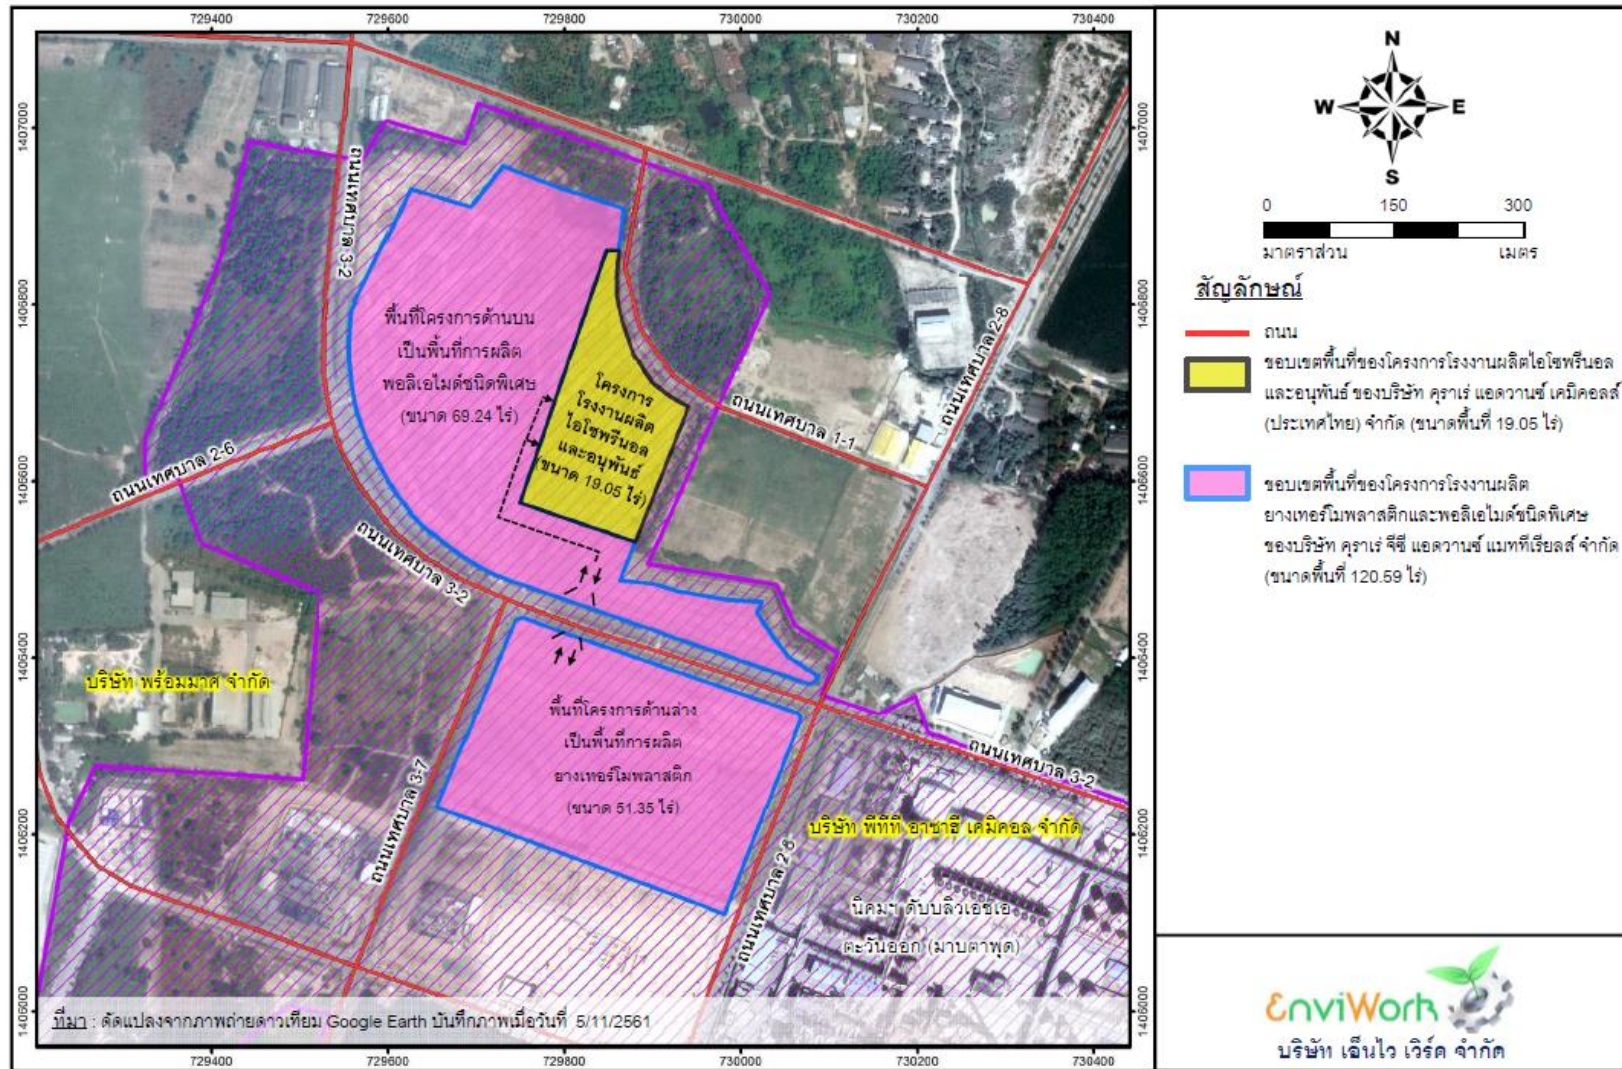 729400 729600 729800 730000 730200 730400
1407000
1406800
1406600
1406400
1406200
1406000
ถนนเทศบาล 3-2
ถนนเทศบาล 2-6
ถนนเทศบาล 3-2
ถนนเทศบาล 3-7
ถนนเทศบาล 1-1
ถนนเทศบาล 2-8
ถนนเทศบาล 3-2
ถนนเทศบาล 2-8
พื้นที่โครงการด้านบน
เป็นพื้นที่การผลิต
พอลิเอไมด์ชนิดพิเศษ
(ขนาด 69.24 ไร่)
โครงการ
โรงงานผลิต
ไอโซพรีนอล
และอนุพันธ์
(ขนาด 19.05 ไร่)
พื้นที่โครงการด้านล่าง
เป็นพื้นที่การผลิต
ยางเทอร์โมพลาสติก
(ขนาด 51.35 ไร่)
บริษัท พร้อมมาศ จำกัด
บริษัท พีทีที อาซาฮี เคมิคอล จำกัด
นิคมฯ ดับบลิวเอชเอ
ตะวันออก (มาบตาพุด)
ที่มา : ดัดแปลงจากภาพถ่ายดาวเทียม Google Earth บันทึกภาพเมื่อวันที่ 5/11/2561
1407000
1406800
1406600
1406400
1406200
1406000
729400 729600 729800 730000 730200 730400
N
W E
S
0 150 300
มาตราส่วน เมตร
สัญลักษณ์
ถนน
ขอบเขตพื้นที่ของโครงการโรงงานผลิตไอโซพรีนอล
และอนุพันธ์ ของบริษัท คุราเร่ แอดวานซ์ เคมิคอลส์
(ประเทศไทย) จำกัด (ขนาดพื้นที่ 19.05 ไร่)
ขอบเขตพื้นที่ของโครงการโรงงานผลิต
ยางเทอร์โมพลาสติกและพอลิเอไมด์ชนิดพิเศษ
ของบริษัท คุราเร่ จีซี แอดวานซ์ แมททีเรียลส์ จำกัด
(ขนาดพื้นที่ 120.59 ไร่)
EnviWork
บริษัท เอ็นไว เวิร์ค จำกัด